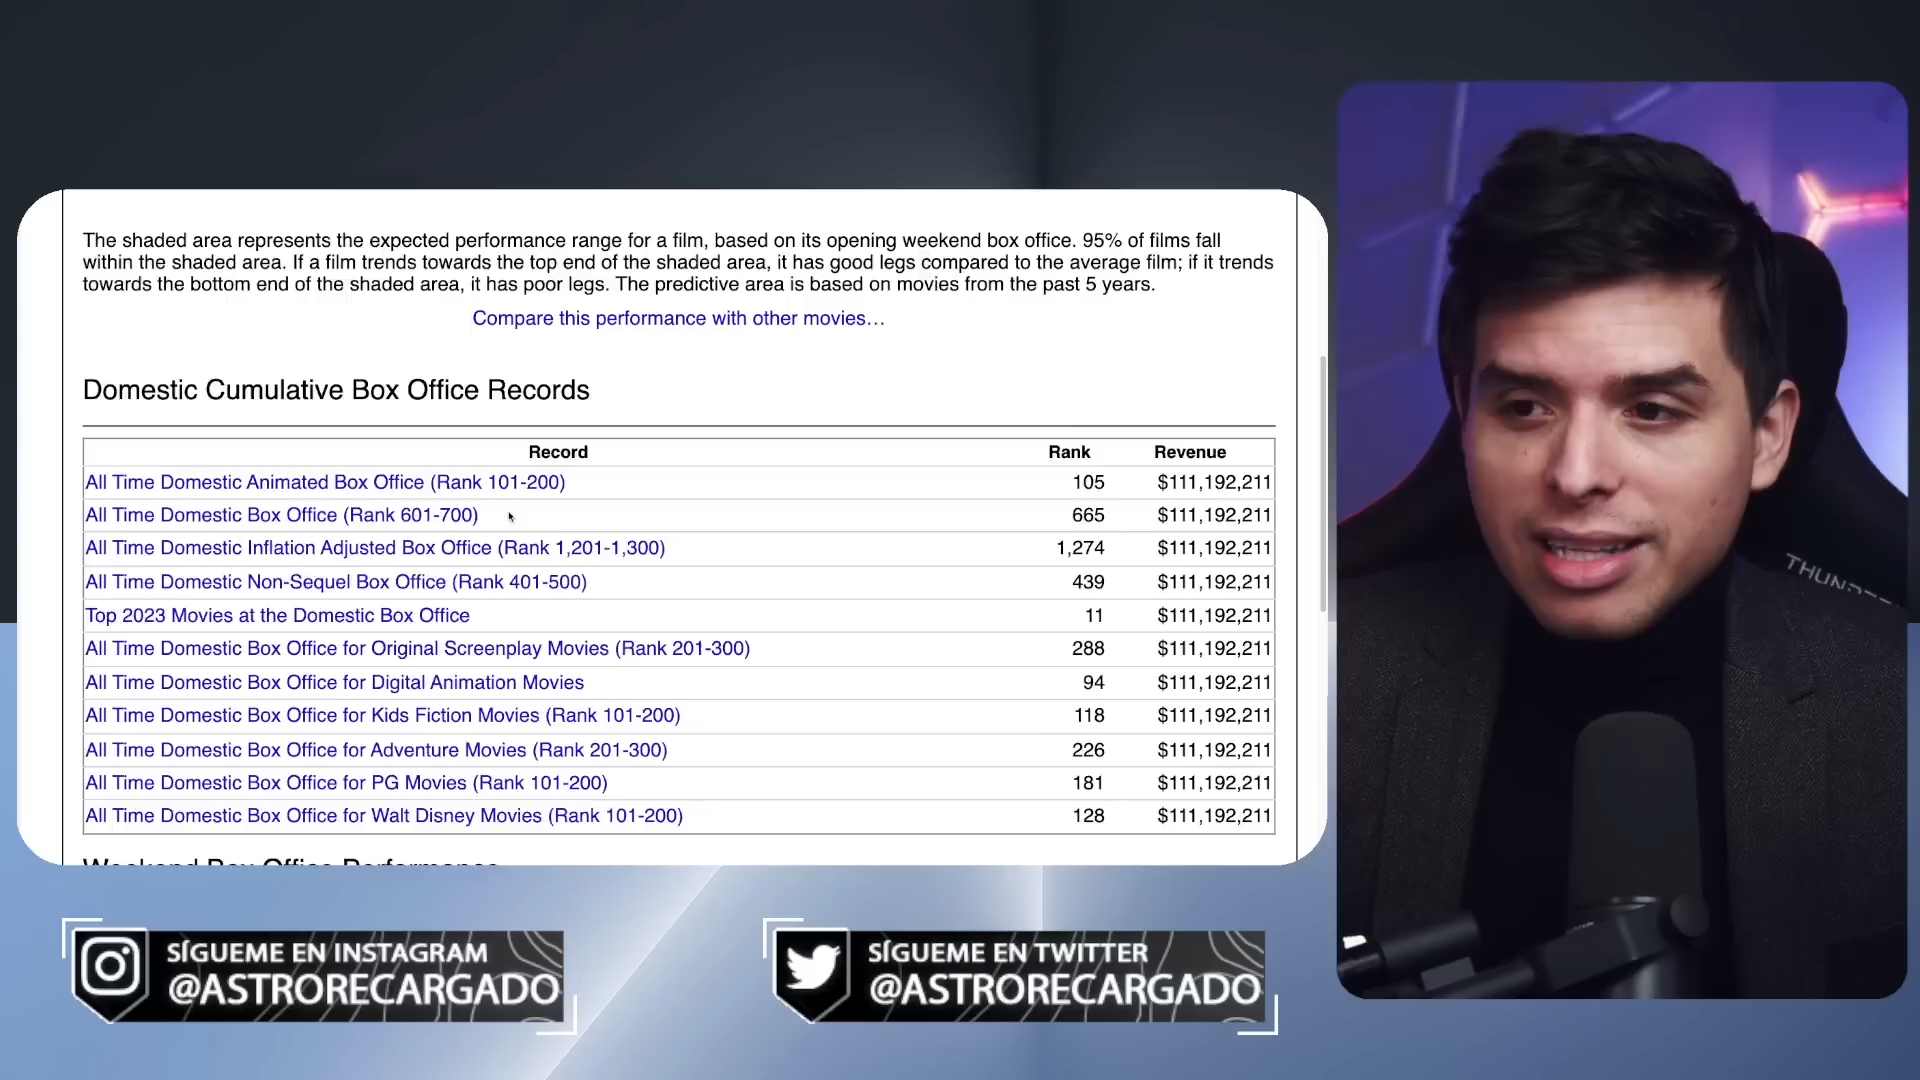 The shaded area represents the expected performance range for a film, based on its opening weekend box office. 95% of films fall
within the shaded area. If a film trends towards the top end of the shaded area, it has good legs compared to the average film; if it trends
towards the bottom end of the shaded area, it has poor legs. The predictive area is based on movies from the past 5 years.
Compare this performance with other movies…
Domestic Cumulative Box Office Records
Record Rank Revenue
All Time Domestic Animated Box Office (Rank 101-200) 105 $111,192,211
All Time Domestic Box Office (Rank 601-700) 665 $111,192,211
All Time Domestic Inflation Adjusted Box Office (Rank 1,201-1,300) 1,274 $111,192,211
All Time Domestic Non-Sequel Box Office (Rank 401-500) 439 $111,192,211
Top 2023 Movies at the Domestic Box Office 11 $111,192,211
All Time Domestic Box Office for Original Screenplay Movies (Rank 201-300) 288 $111,192,211
All Time Domestic Box Office for Digital Animation Movies 94 $111,192,211
All Time Domestic Box Office for Kids Fiction Movies (Rank 101-200) 118 $111,192,211
All Time Domestic Box Office for Adventure Movies (Rank 201-300) 226 $111,192,211
All Time Domestic Box Office for PG Movies (Rank 101-200) 181 $111,192,211
All Time Domestic Box Office for Walt Disney Movies (Rank 101-200) 128 $111,192,211
Weekend Box Office Performance
SÍGUEME EN INSTAGRAM
@ASTRORECARGADO
SÍGUEME EN TWITTER
@ASTRORECARGADO